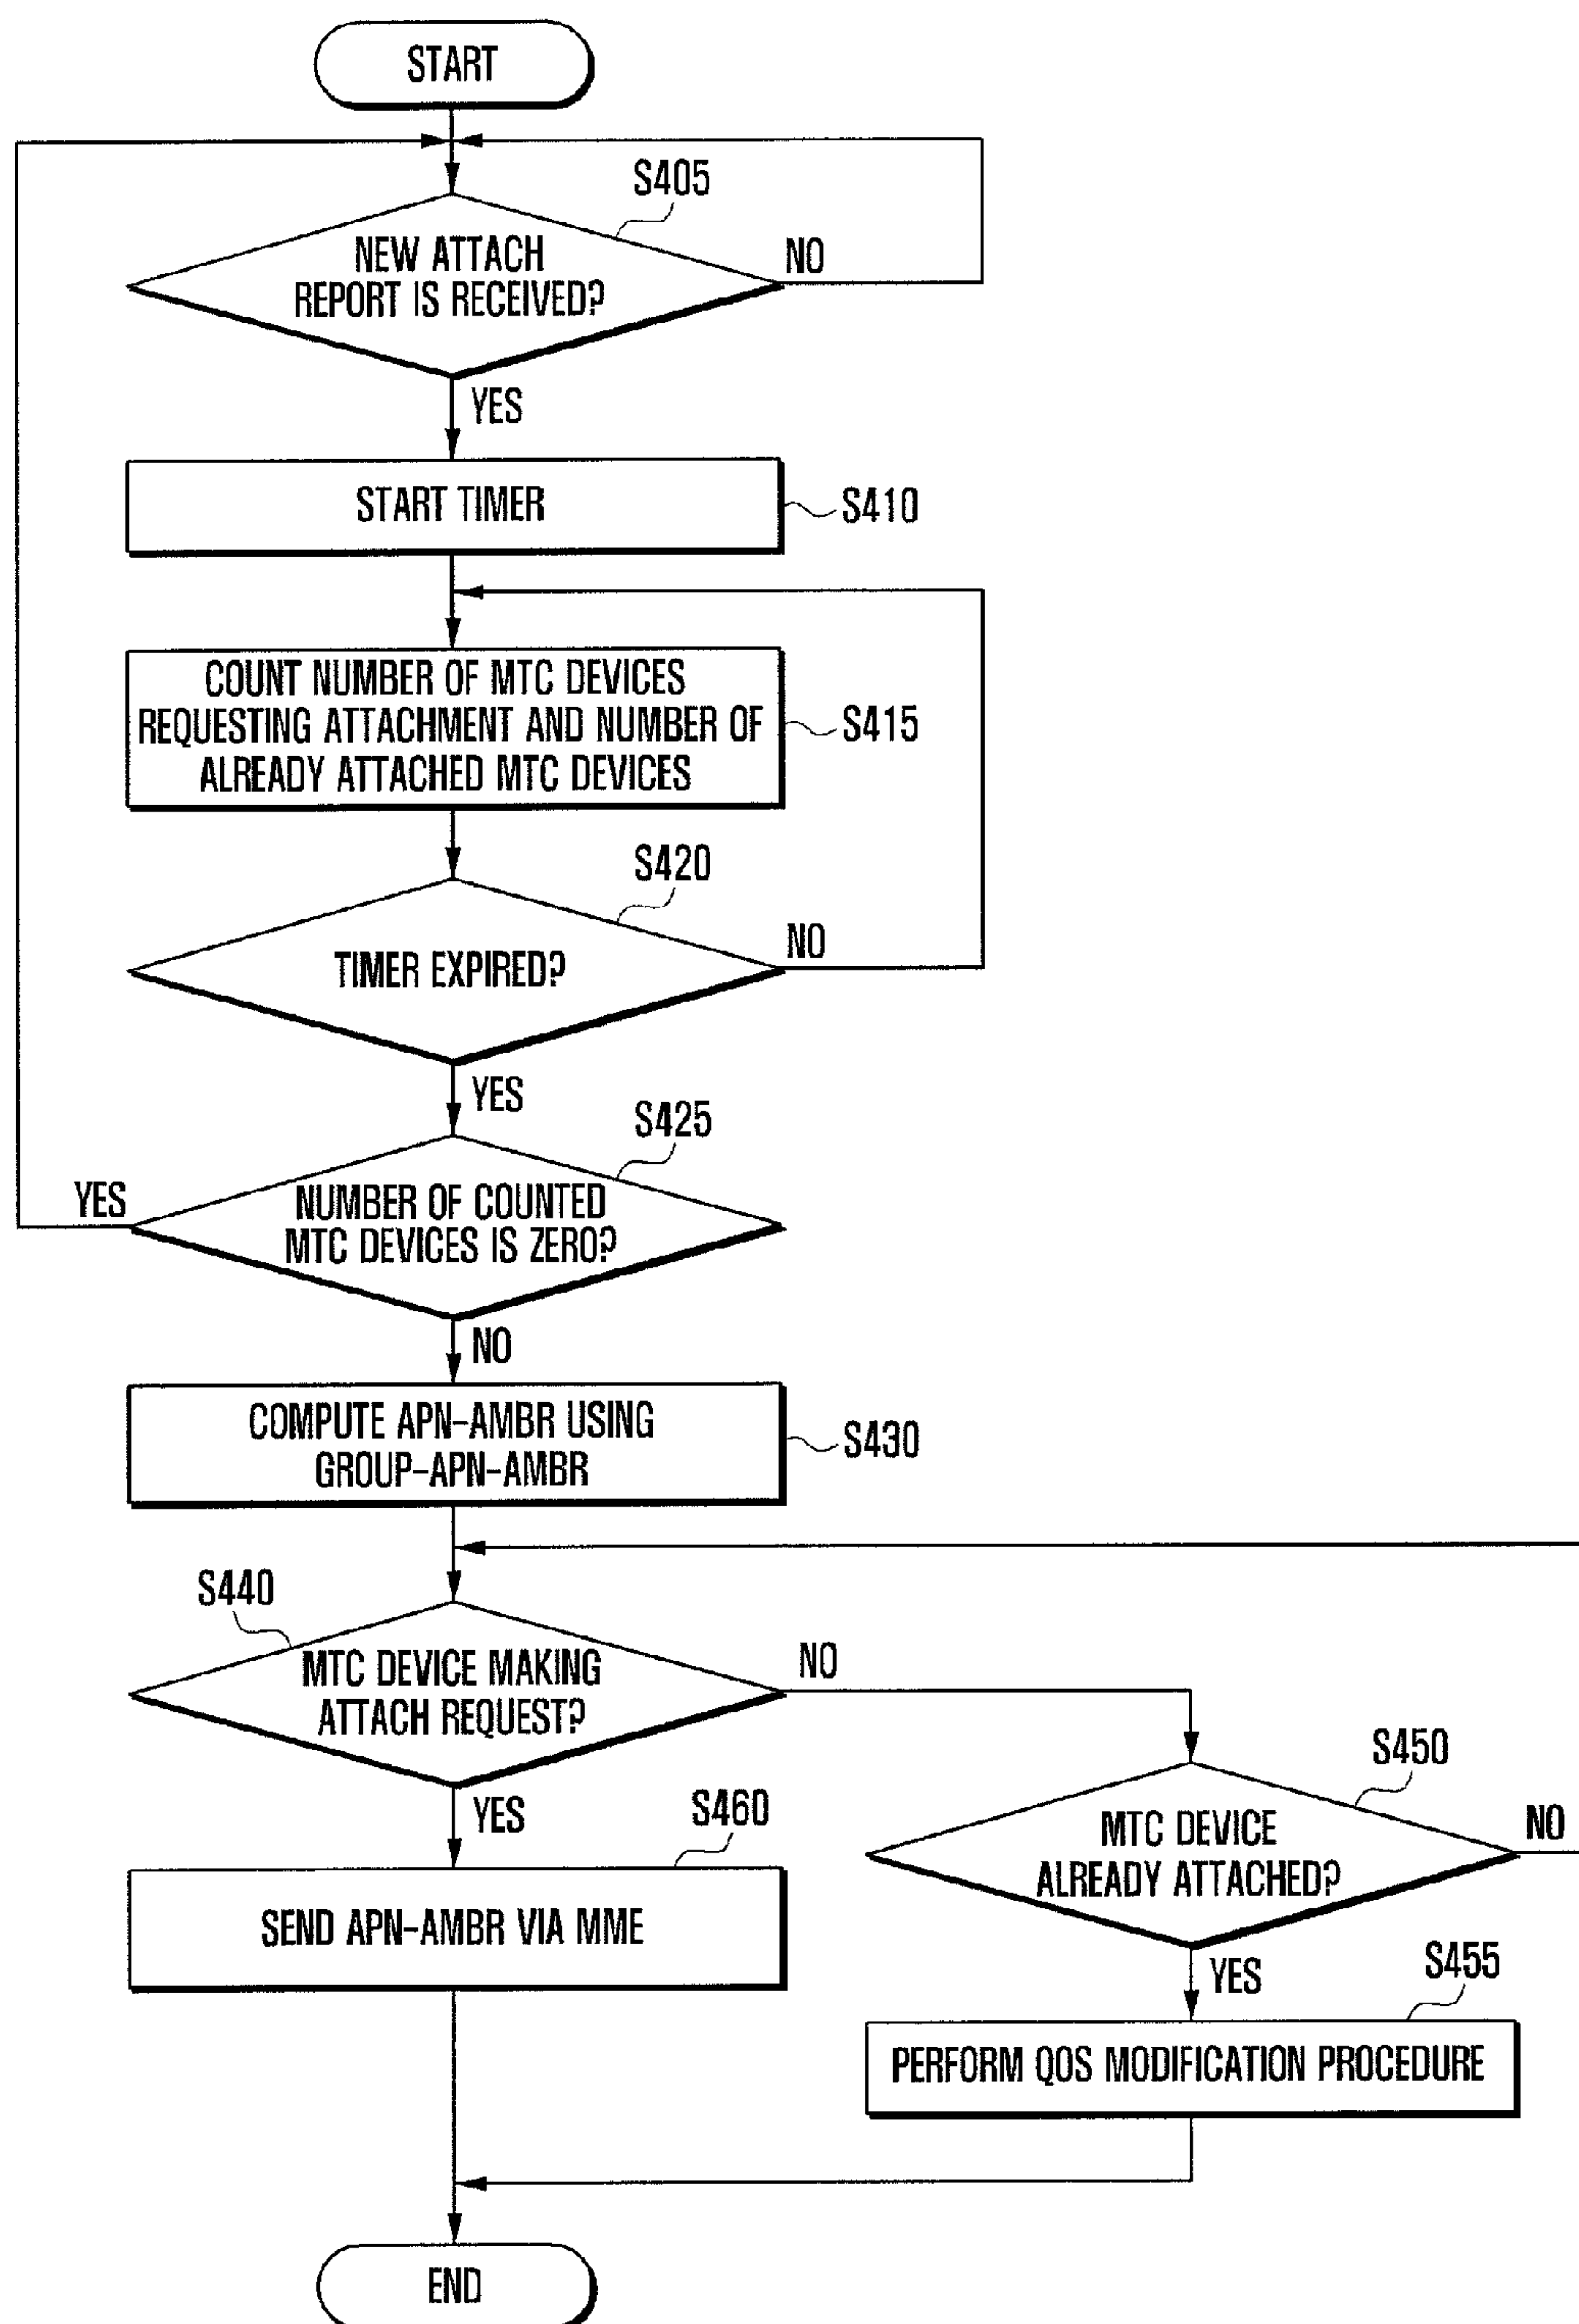 START
S405
NEW ATTACH
REPORT IS RECEIVED?
NO
YES
START TIMER
S410
COUNT NUMBER OF MTC DEVICES
REQUESTING ATTACHMENT AND NUMBER OF
ALREADY ATTACHED MTC DEVICES
S415
S420
TIMER EXPIRED?
NO
YES
S425
NUMBER OF COUNTED
MTC DEVICES IS ZERO?
YES
NO
COMPUTE APN-AMBR USING
GROUP-APN-AMBR
S430
S440
MTC DEVICE MAKING
ATTACH REQUEST?
NO
YES
S450
MTC DEVICE
ALREADY ATTACHED?
NO
YES
S460
SEND APN-AMBR VIA MME
S455
PERFORM QOS MODIFICATION PROCEDURE
END